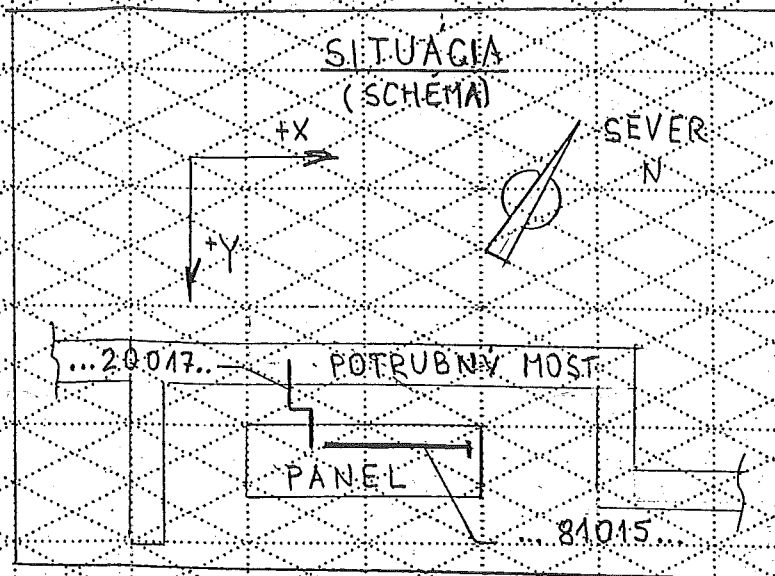 SITUÁCIA
(SCHÉMA)
+X
SEVER
N
+Y
...20017..
POTRUBNÝ MOST
PANEL
...81015...